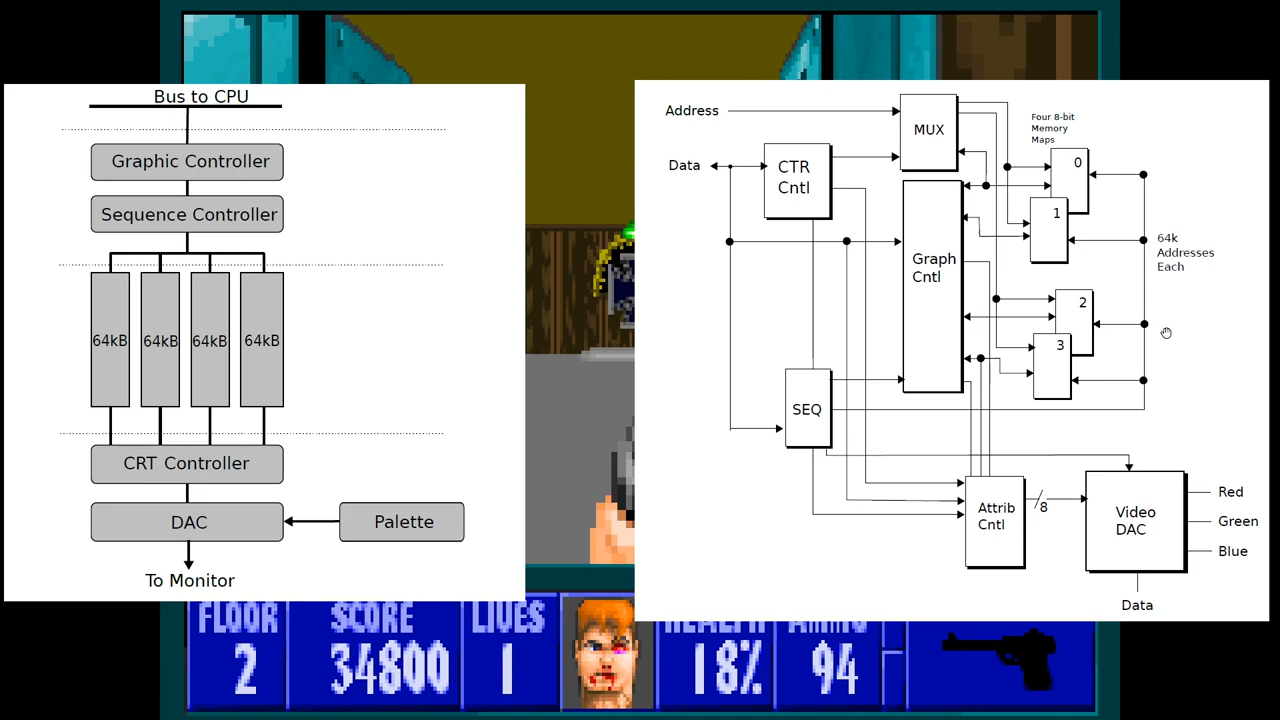 Bus to CPU
Graphic Controller
Sequence Controller
64kB 64kB 64kB 64kB
CRT Controller
DAC
Palette
To Monitor
Address
Data
MUX
CTR
Cntl
Four 8-bit
Memory
Maps
0
1
Graph
Cntl
64k
Addresses
Each
2
3
SEQ
Attrib
Cntl
8
Video
DAC
Red
Green
Blue
Data
FLOOR SCORE LIVES HEALTH AMMO
2 34800 1 18% 94